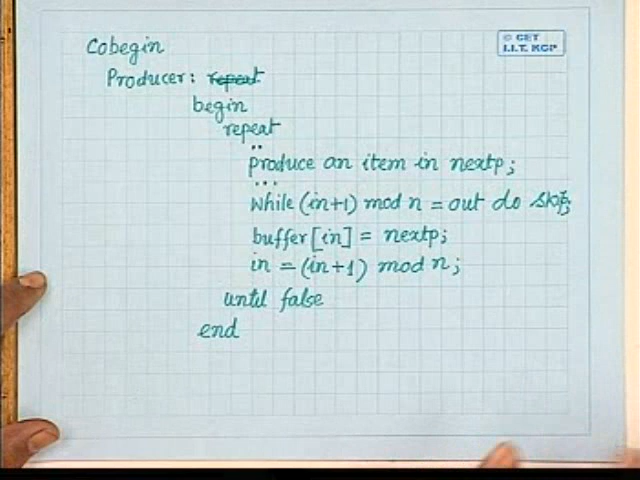 Cobegin
© CET
I.I.T. KGP
Producer: repeat
begin
repeat
..
produce an item in nextp;
...
while (in+1) mod n = out do skip;
buffer[in] = nextp;
in = (in+1) mod n;
until false
end